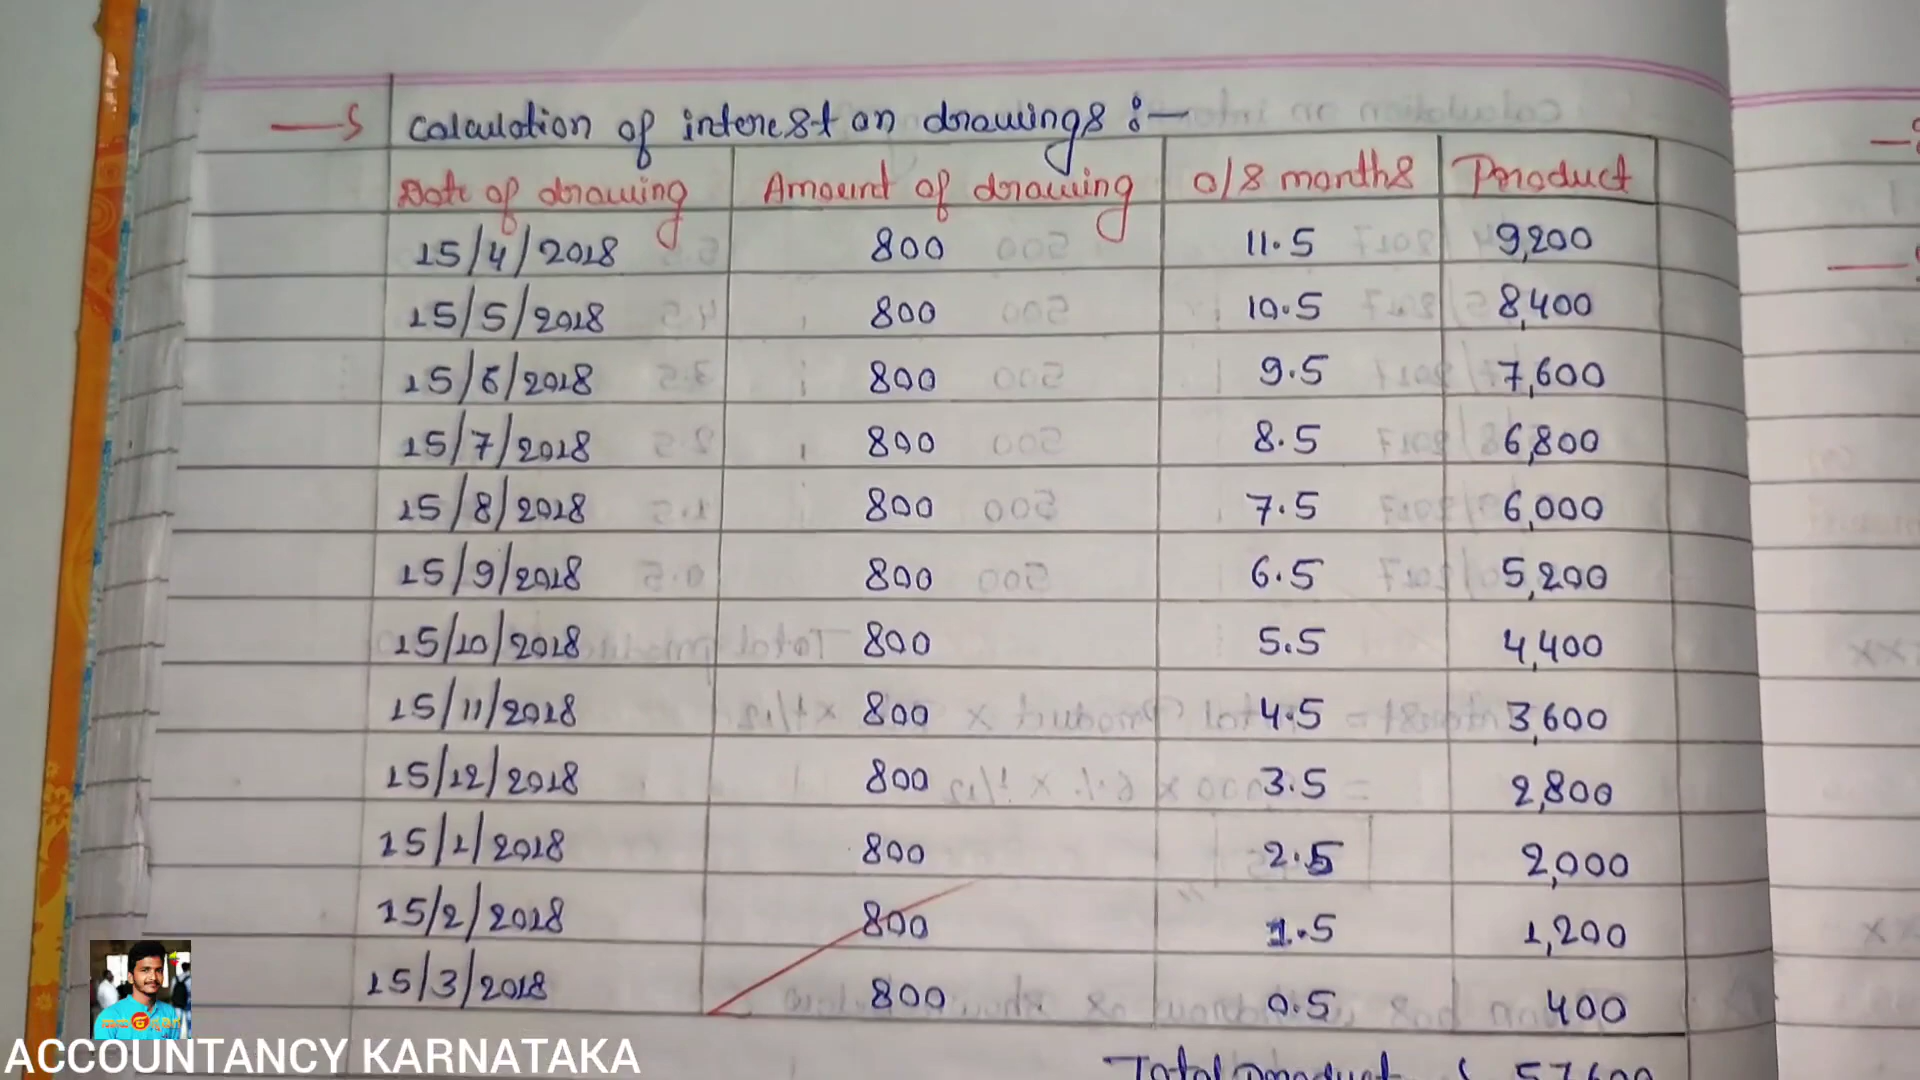 Calculation of interest on drawings :—
Date of drawing Amount of drawing o/s months Product
15/4/2018 800 11.5 9,200
15/5/2018 800 10.5 8,400
15/6/2018 800 9.5 7,600
15/7/2018 800 8.5 6,800
15/8/2018 800 7.5 6,000
15/9/2018 800 6.5 5,200
15/10/2018 800 5.5 4,400
15/11/2018 800 4.5 3,600
15/12/2018 800 3.5 2,800
15/1/2018 800 2.5 2,000
15/2/2018 800 1.5 1,200
15/3/2018 800 0.5 400
Total product 57,600
ACCOUNTANCY KARNATAKA